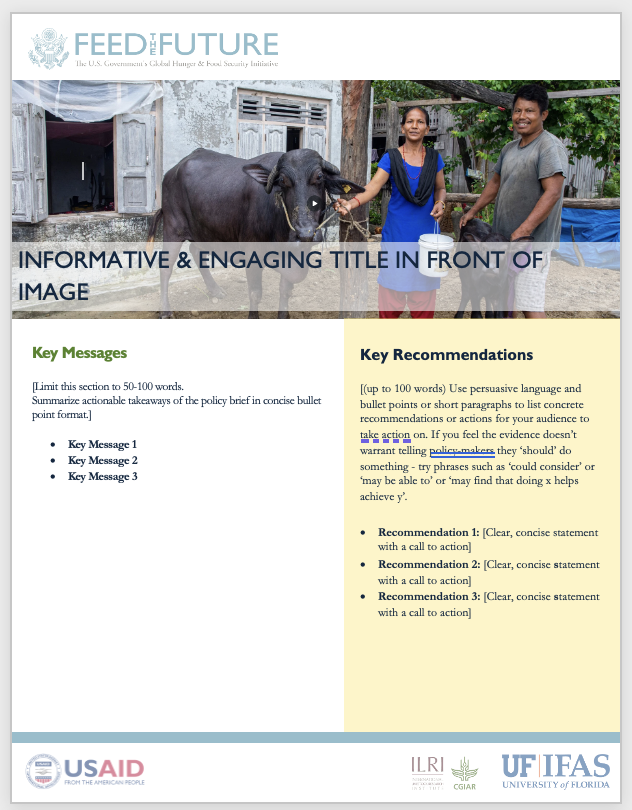 FEED THE FUTURE
The U.S. Government's Global Hunger & Food Security Initiative
INFORMATIVE & ENGAGING TITLE IN FRONT OF
IMAGE
Key Messages
[Limit this section to 50-100 words.
Summarize actionable takeaways of the policy brief in concise bullet
point format.]
• Key Message 1
• Key Message 2
• Key Message 3
Key Recommendations
[(up to 100 words) Use persuasive language and
bullet points or short paragraphs to list concrete
recommendations or actions for your audience to
take action on. If you feel the evidence doesn't
warrant telling policy-makers they ‘should’ do
something - try phrases such as ‘could consider’ or
‘may be able to’ or ‘may find that doing x helps
achieve y’.
• Recommendation 1: [Clear, concise statement
with a call to action]
• Recommendation 2: [Clear, concise statement
with a call to action]
• Recommendation 3: [Clear, concise statement
with a call to action]
USAID
FROM THE AMERICAN PEOPLE
ILRI
CGIAR
UF IFAS
UNIVERSITY of FLORIDA